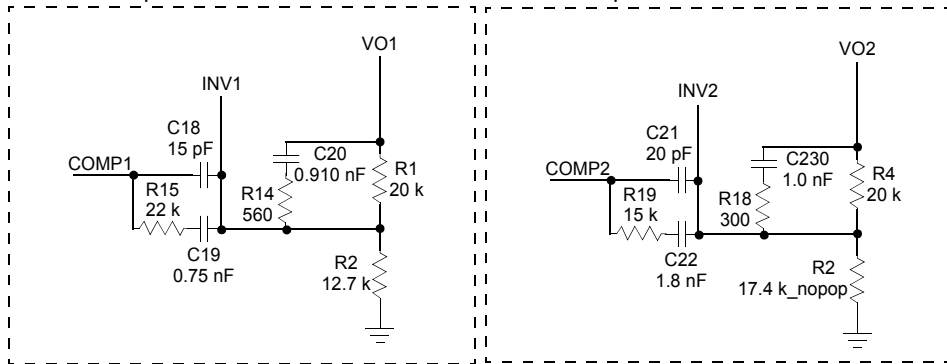 VO1
INV1
C18
15 pF
COMP1
C20
0.910 nF
R1
20 k
R15
22 k
R14
560
C19
0.75 nF
R2
12.7 k
VO2
INV2
C21
20 pF
COMP2
C230
1.0 nF
R4
20 k
R19
15 k
R18
300
C22
1.8 nF
R2
17.4 k_nopop